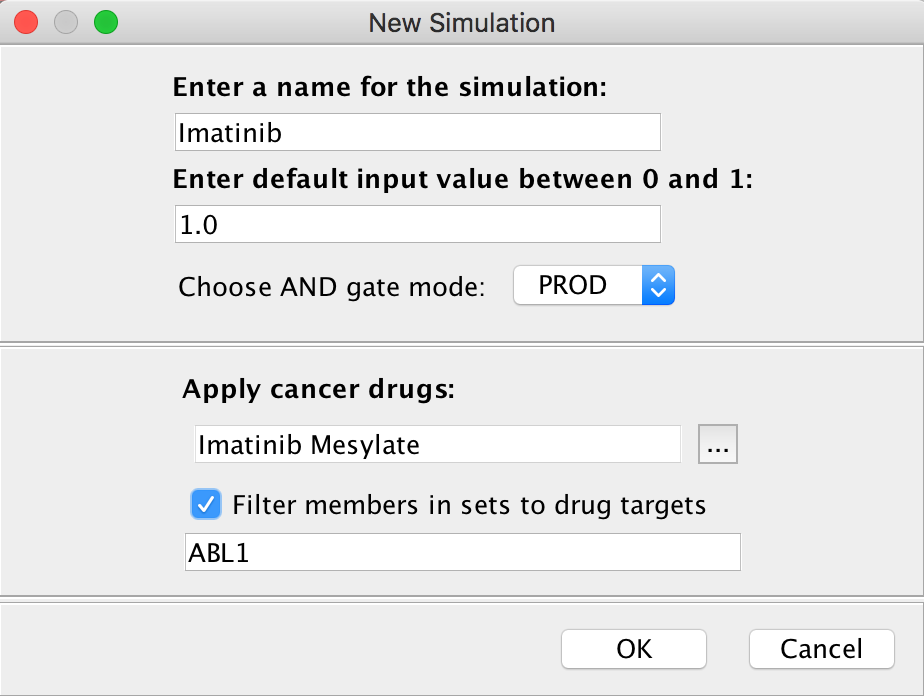 New Simulation
Enter a name for the simulation:
Imatinib
Enter default input value between 0 and 1:
1.0
Choose AND gate mode: PROD
Apply cancer drugs:
Imatinib Mesylate ...
Filter members in sets to drug targets
ABL1
OK Cancel